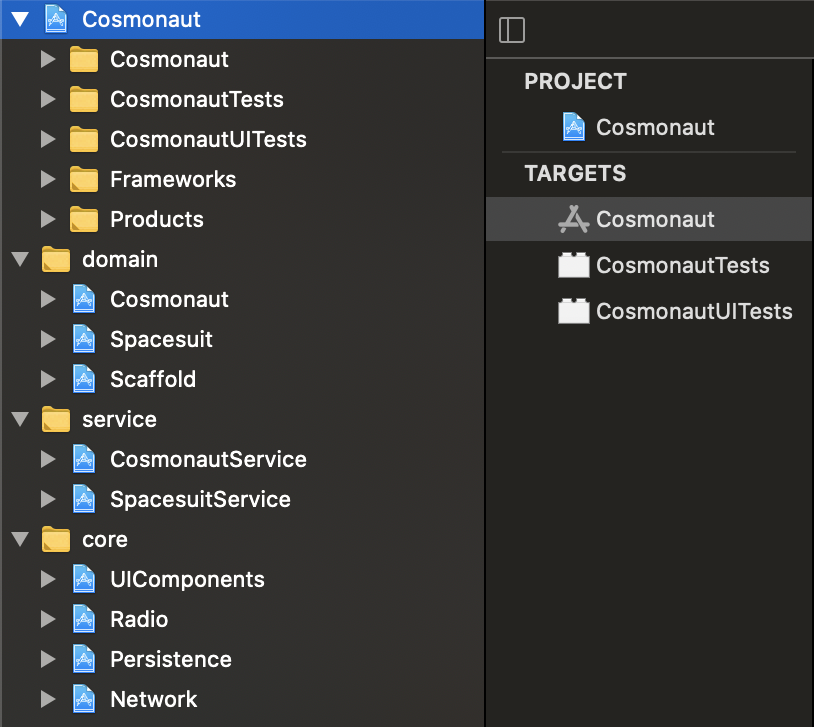 Cosmonaut
Cosmonaut
CosmonautTests
CosmonautUITests
Frameworks
Products
domain
Cosmonaut
Spacesuit
Scaffold
service
CosmonautService
SpacesuitService
core
UIComponents
Radio
Persistence
Network
PROJECT
Cosmonaut
TARGETS
Cosmonaut
CosmonautTests
CosmonautUITests